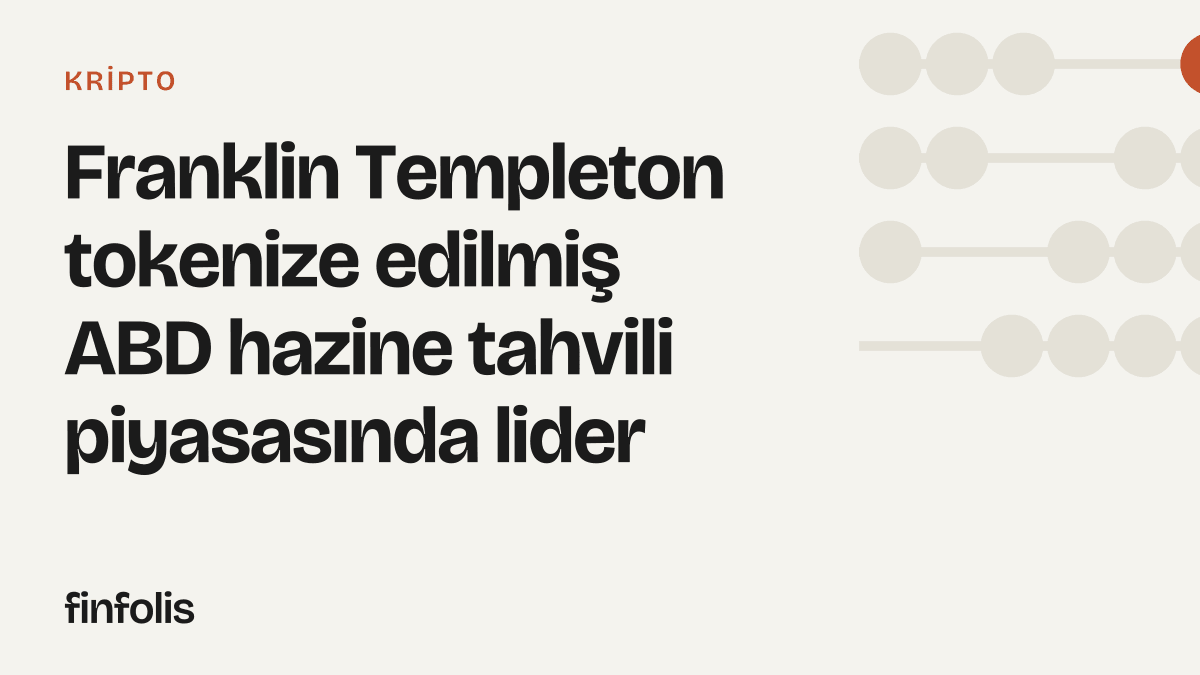 KRİPTO
Franklin Templeton
tokenize edilmiş
ABD hazine tahvili
piyasasında lider
finfolis